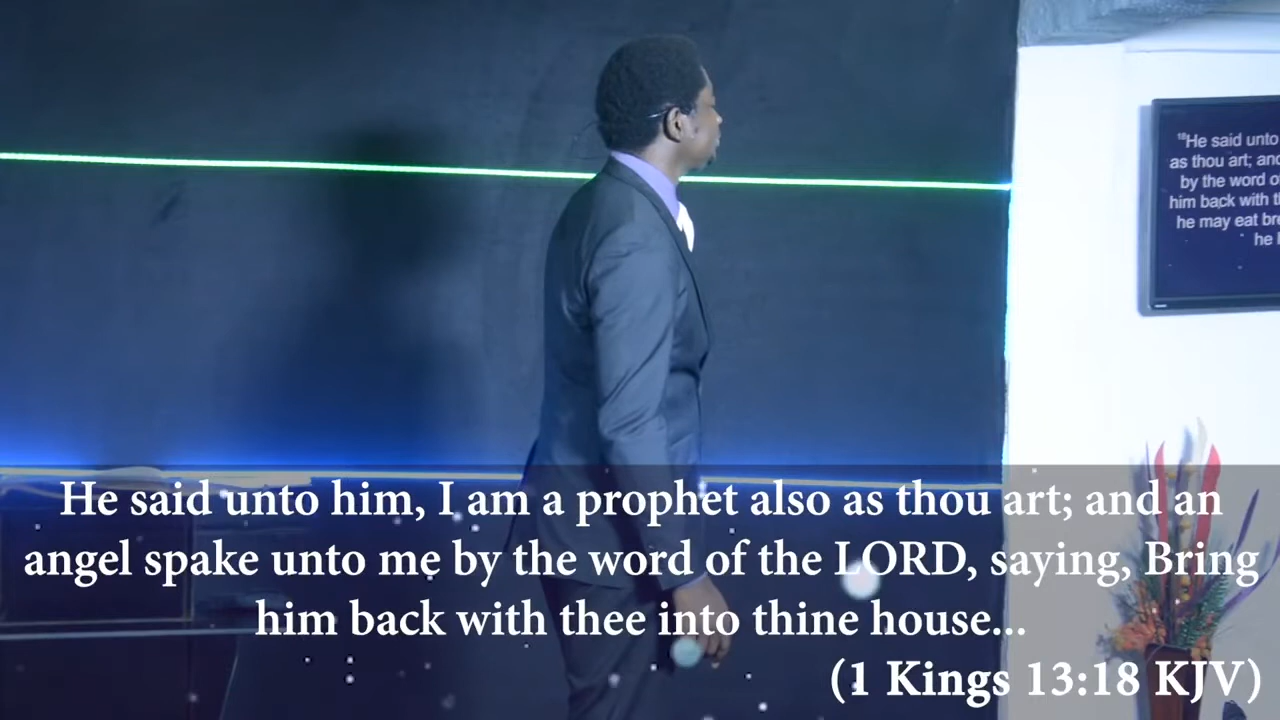 ¹⁸He said unto
as thou art; and
by the word of
him back with
he may eat
he
He said unto him, I am a prophet also as thou art; and an
angel spake unto me by the word of the LORD, saying, Bring
him back with thee into thine house...
(1 Kings 13:18 KJV)